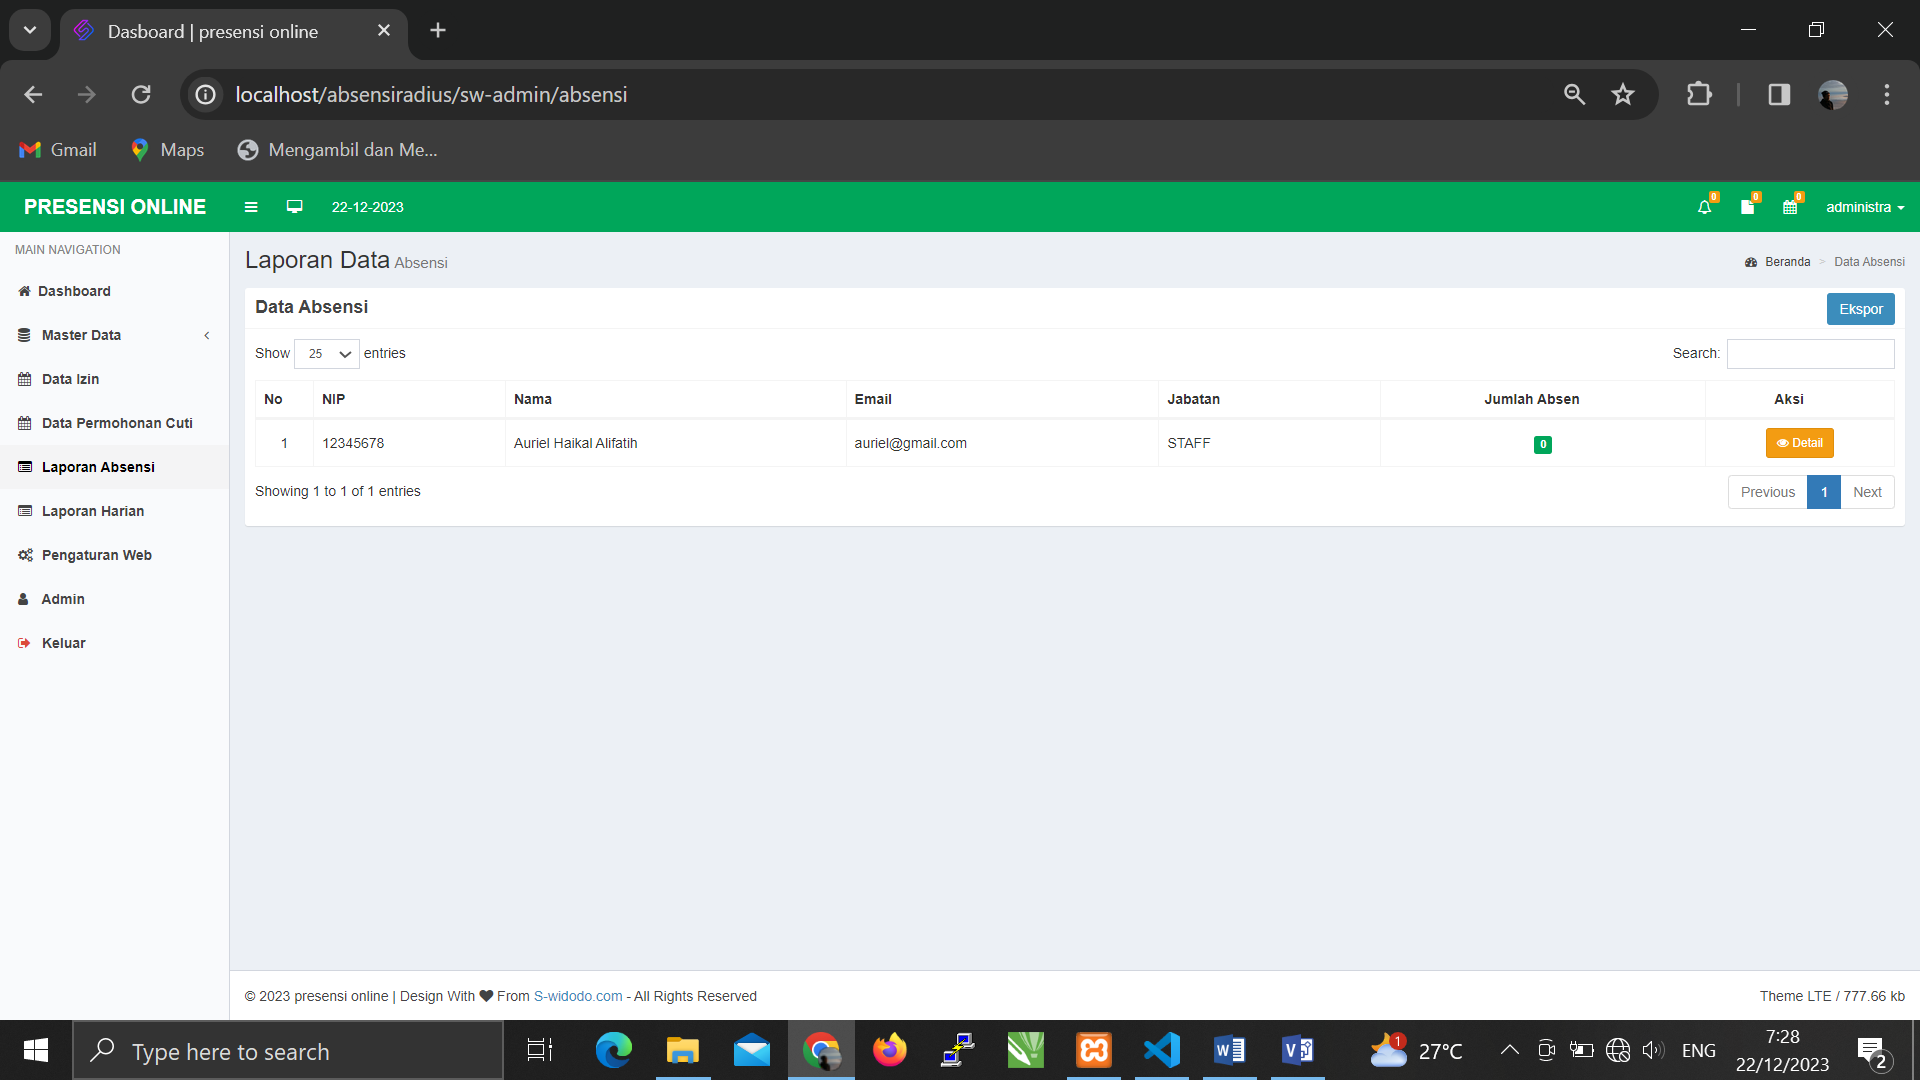 Dasboard | presensi online
localhost/absensiradius/sw-admin/absensi
Gmail
Maps
Mengambil dan Me...
PRESENSI ONLINE
22-12-2023
0
0
0
administra
MAIN NAVIGATION
Dashboard
Master Data
Data Izin
Data Permohonan Cuti
Laporan Absensi
Laporan Harian
Pengaturan Web
Admin
Keluar
Laporan Data Absensi
Beranda > Data Absensi
Data Absensi
Ekspor
Show 25 entries
Search:
No NIP Nama Email Jabatan Jumlah Absen Aksi
1 12345678 Auriel Haikal Alifatih auriel@gmail.com STAFF 0 Detail
Showing 1 to 1 of 1 entries
Previous 1 Next
© 2023 presensi online | Design With ❤ From S-widodo.com - All Rights Reserved
Theme LTE / 777.66 kb
Type here to search
1
27°C
ENG
7:28
22/12/2023
2